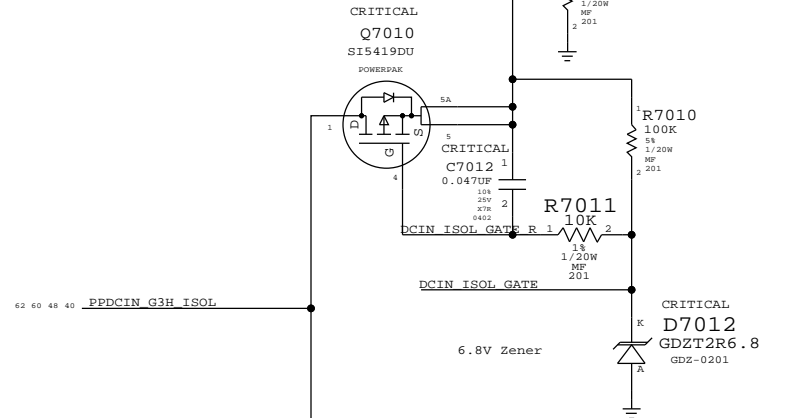 1/20W
MF
201
2
CRITICAL
Q7010
SI5419DU
POWERPAK
1
D
S
G
4
5A
5
CRITICAL
C7012
0.047UF
10%
25V
X7R
0402
1
2
1
R7010
100K
5%
1/20W
MF
201
2
R7011
10K
1
2
1%
1/20W
MF
201
DCIN_ISOL_GATE_R
DCIN_ISOL_GATE
62 60 48 40 PPDCIN_G3H_ISOL
CRITICAL
K
D7012
GDZT2R6.8
GDZ-0201
A
6.8V Zener